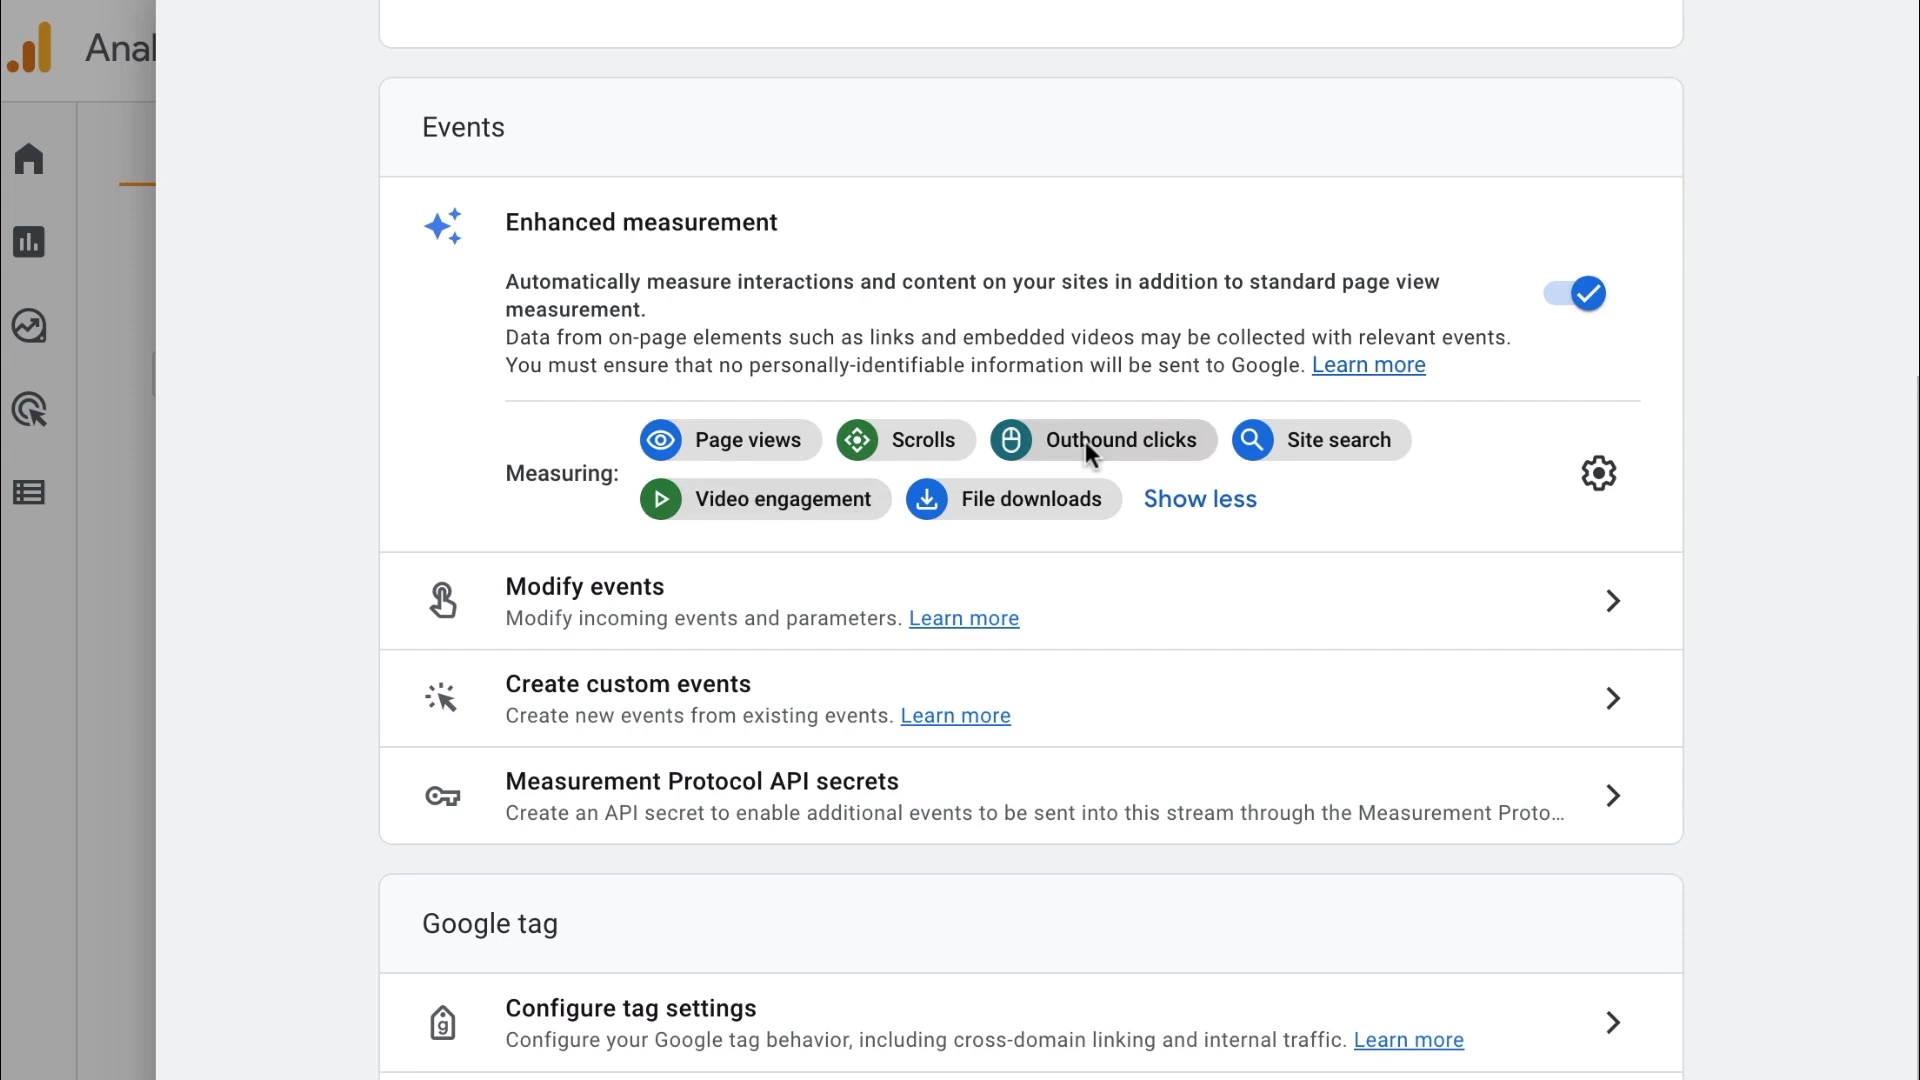 Anal
Events
Enhanced measurement
Automatically measure interactions and content on your sites in addition to standard page view
measurement.
Data from on-page elements such as links and embedded videos may be collected with relevant events.
You must ensure that no personally-identifiable information will be sent to Google. Learn more
Measuring:
Page views
Scrolls
Outbound clicks
Site search
Video engagement
File downloads
Show less
Modify events
Modify incoming events and parameters. Learn more
Create custom events
Create new events from existing events. Learn more
Measurement Protocol API secrets
Create an API secret to enable additional events to be sent into this stream through the Measurement Proto...
Google tag
g
Configure tag settings
Configure your Google tag behavior, including cross-domain linking and internal traffic. Learn more